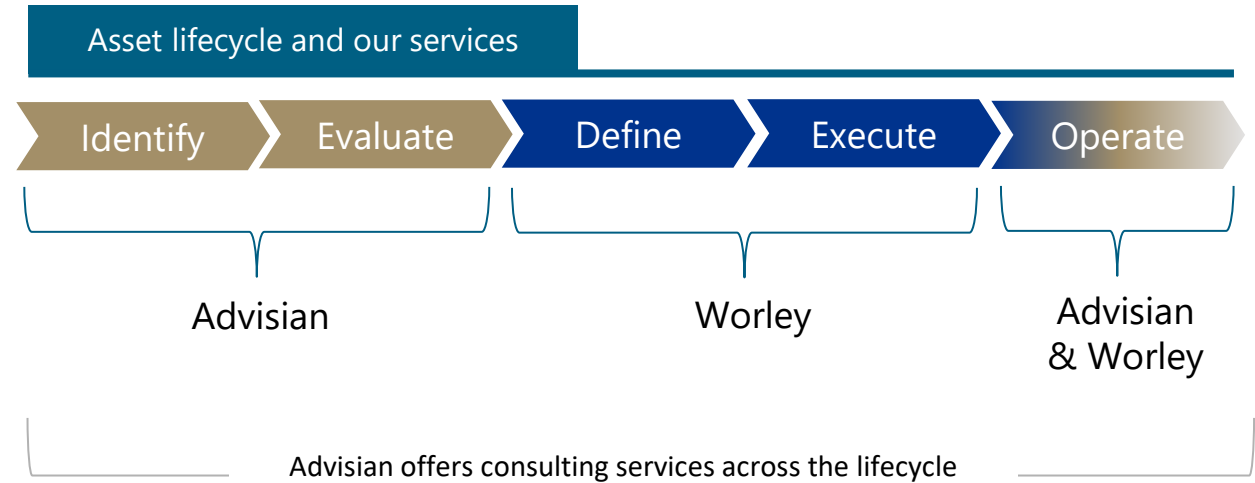 Asset lifecycle and our services
Identify
Evaluate
Define
Execute
Operate
Advisian
Worley
Advisian
& Worley
Advisian offers consulting services across the lifecycle